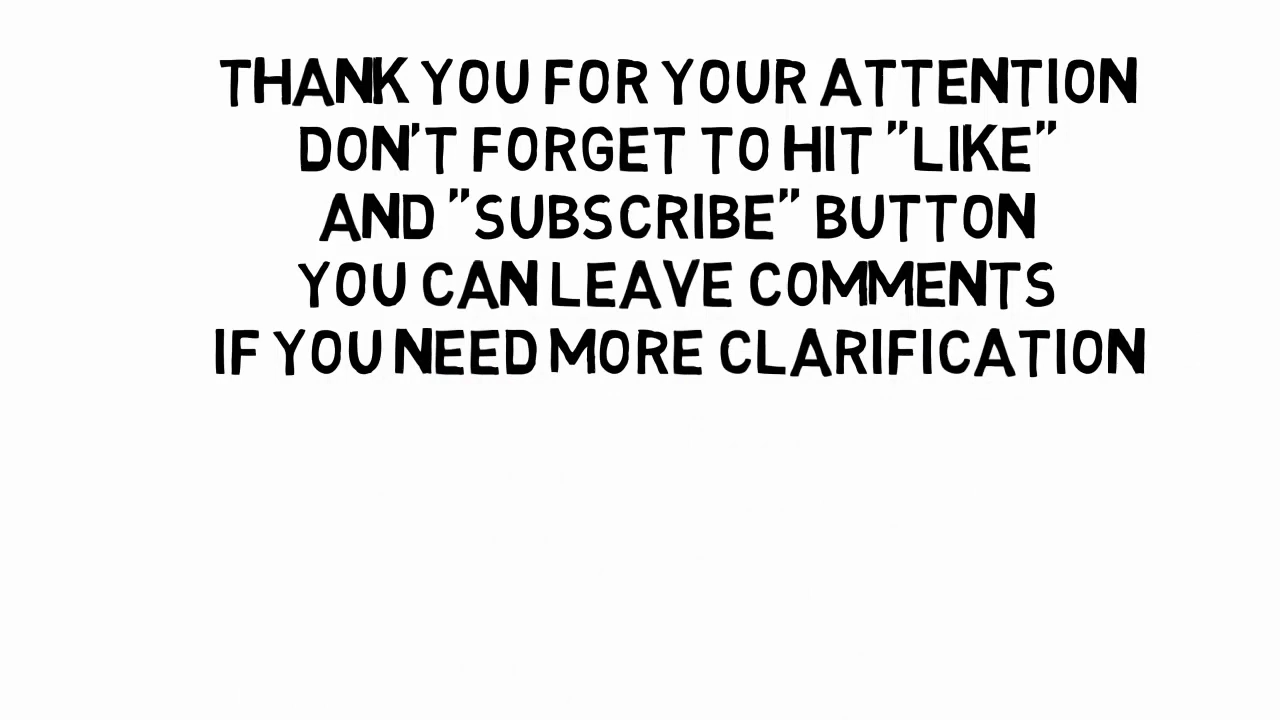 THANK YOU FOR YOUR ATTENTION
DON'T FORGET TO HIT "LIKE"
AND "SUBSCRIBE" BUTTON
YOU CAN LEAVE COMMENTS
IF YOU NEED MORE CLARIFICATION